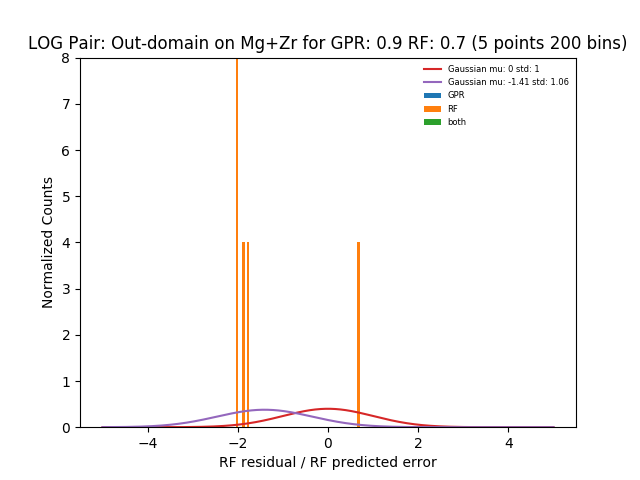 LOG Pair: Out-domain on Mg+Zr for GPR: 0.9 RF: 0.7 (5 points 200 bins)
Gaussian mu: 0 std: 1
Gaussian mu: -1.41 std: 1.06
GPR
RF
both
Normalized Counts
8
7
6
5
4
3
2
1
0
−4 −2 0 2 4
RF residual / RF predicted error